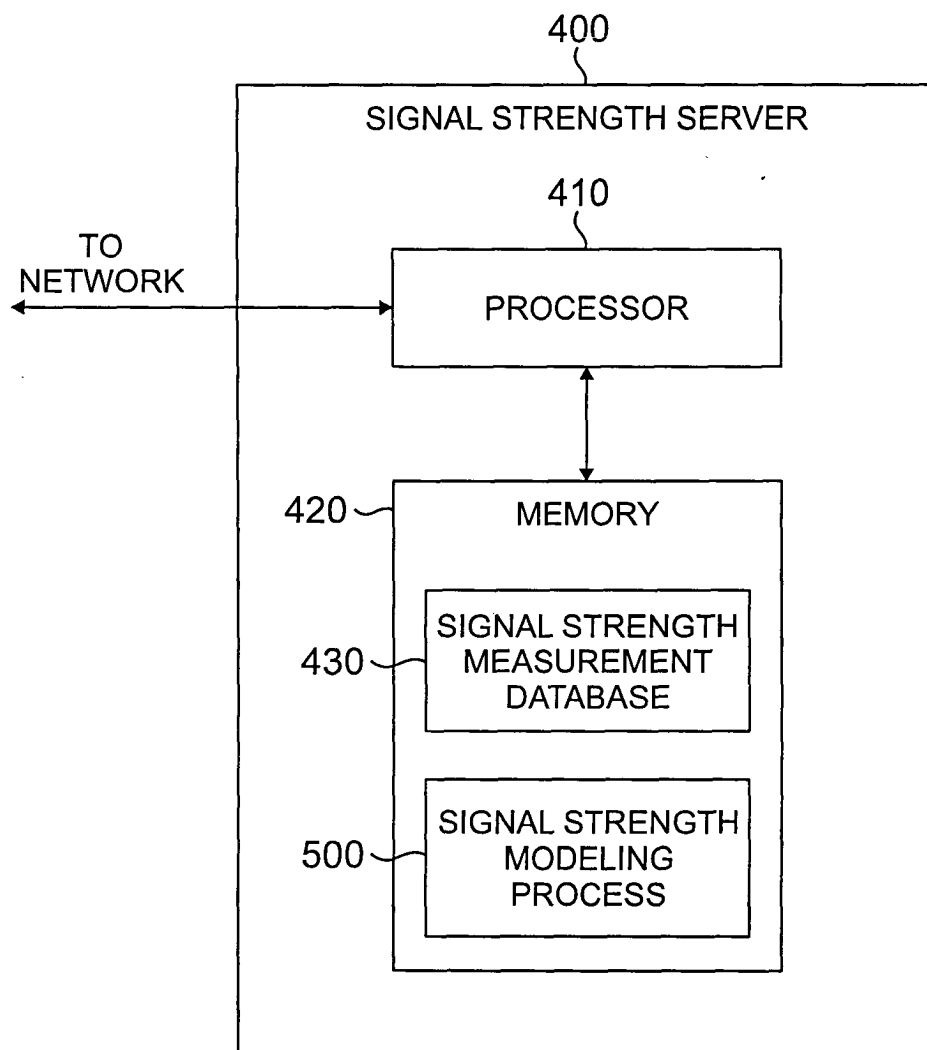 400
SIGNAL STRENGTH SERVER
410
TO
NETWORK
PROCESSOR
420
MEMORY
SIGNAL STRENGTH
430
MEASUREMENT
DATABASE
SIGNAL STRENGTH
500
MODELING
PROCESS